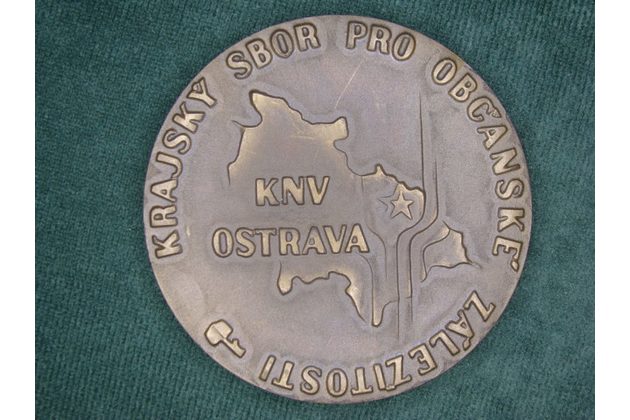 KRAJSKÝ SBOR PRO OBČANSKÉ ZÁLEŽITOSTI
KNV
OSTRAVA